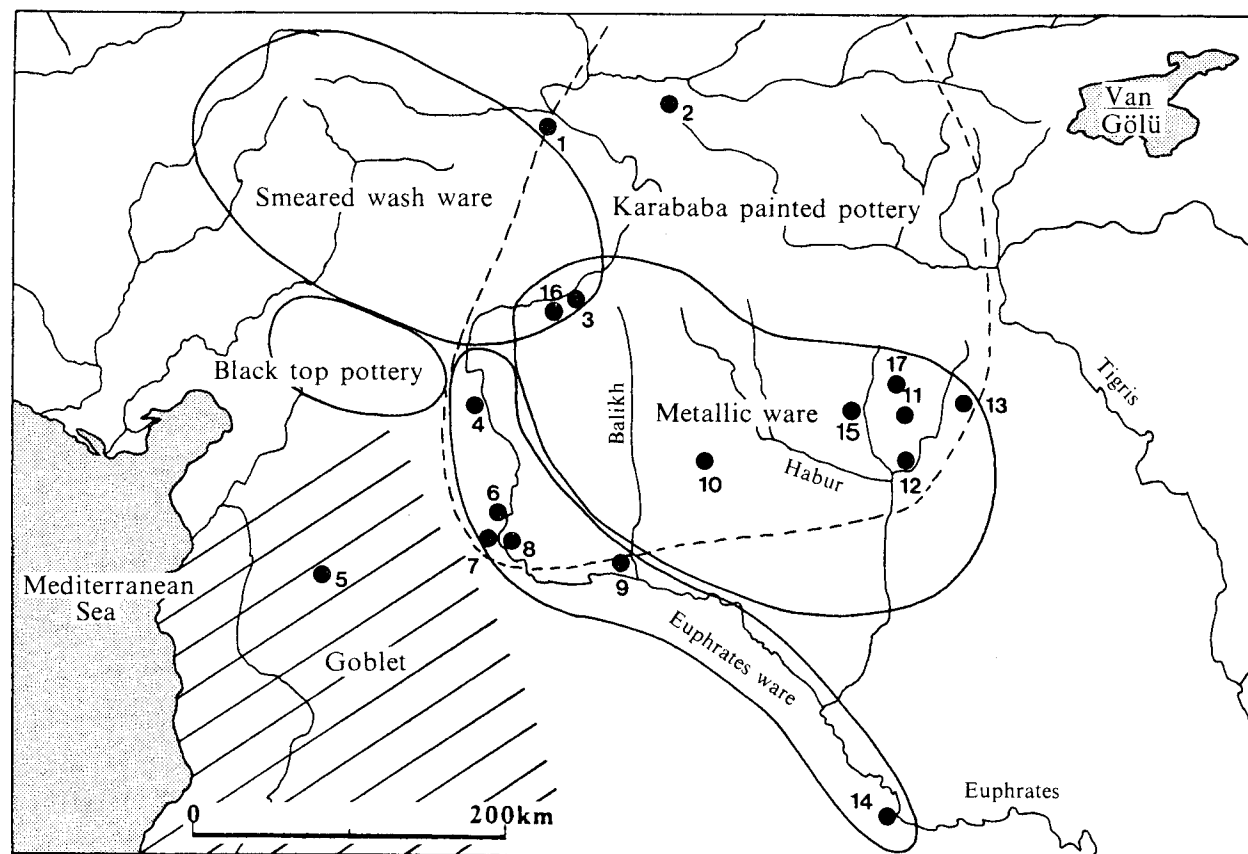 2
Van
Gölü
1
Smeared wash ware
Karababa painted pottery
16
3
Black top pottery
Balikh
Tigris
17
11
4
Metallic ware
15
13
10
Habur
12
6
7
8
Mediterranean
Sea
5
9
Goblet
Euphrates ware
0
200km
14
Euphrates